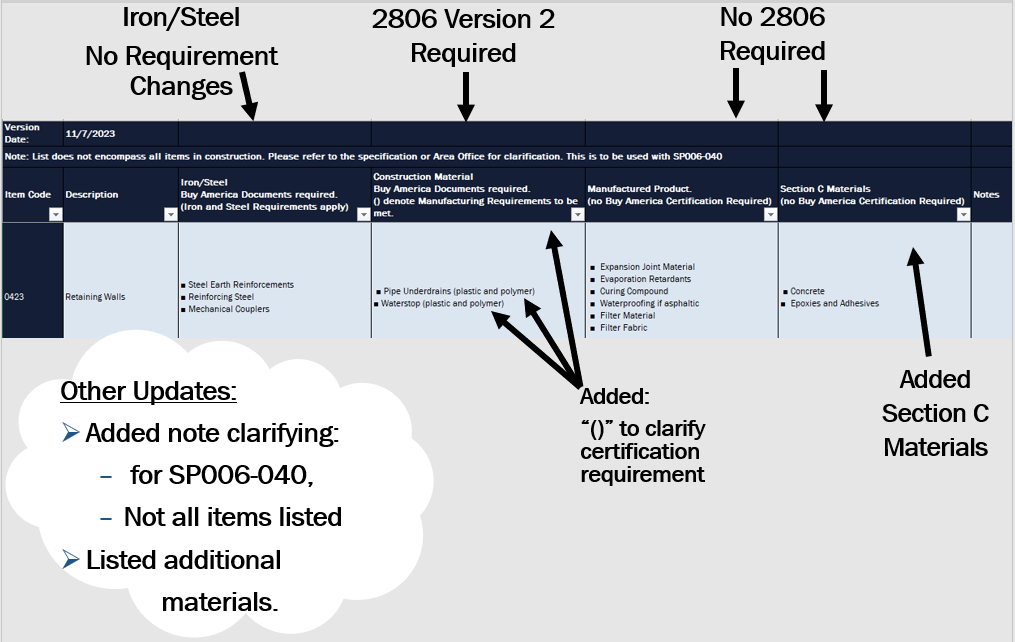 Iron/Steel
No Requirement
Changes
2806 Version 2
Required
No 2806
Required
Version
Date:
11/7/2023
Note: List does not encompass all items in construction. Please refer to the specification or Area Office for clarification. This is to be used with SP006-040
Item Code
Description
Iron/Steel
Buy America Documents required.
(Iron and Steel Requirements apply)
Construction Material
Buy America Documents required.
() denote Manufacturing Requirements to be
met.
Manufactured Product.
(no Buy America Certification Required)
Section C Materials
(no Buy America Certification Required)
Notes
0423
Retaining Walls
▪ Steel Earth Reinforcements
▪ Reinforcing Steel
▪ Mechanical Couplers
▪ Pipe Underdrains (plastic and polymer)
▪ Waterstop (plastic and polymer)
▪ Expansion Joint Material
▪ Evaporation Retardants
▪ Curing Compound
▪ Waterproofing if asphaltic
▪ Filter Material
▪ Filter Fabric
▪ Concrete
▪ Epoxies and Adhesives
Added:
“()” to clarify
certification
requirement
Added
Section C
Materials
Other Updates:
➢ Added note clarifying:
– for SP006-040,
– Not all items listed
➢ Listed additional
materials.